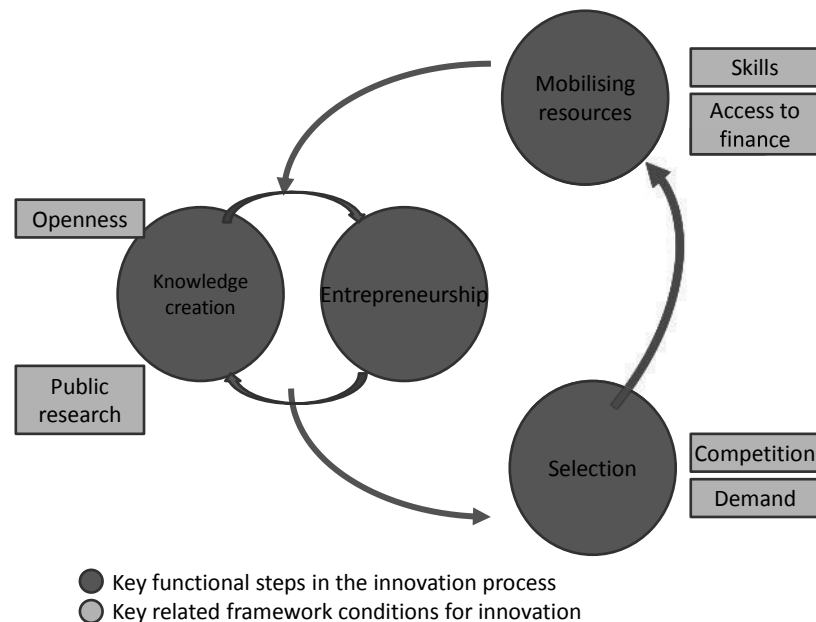 Mobilising
resources
Skills
Access to
finance
Openness
Knowledge
creation
Entrepreneurship
Public
research
Selection
Competition
Demand
Key functional steps in the innovation process
Key related framework conditions for innovation